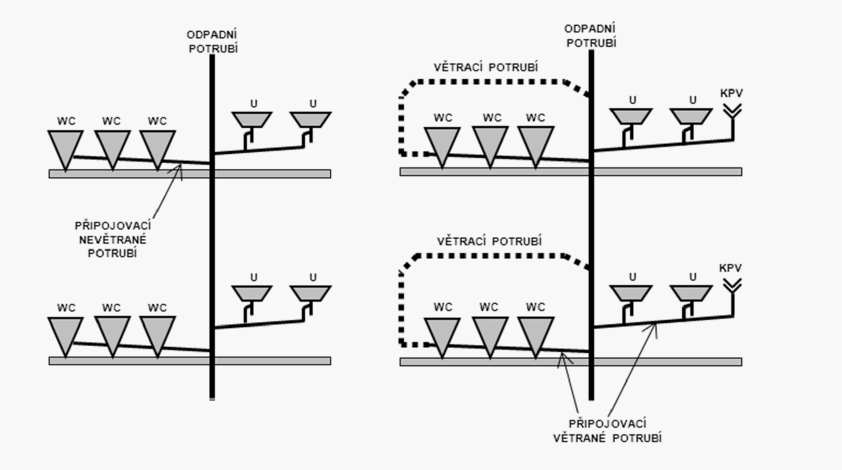 ODPADNÍ
POTRUBÍ
WC WC WC
U U
PŘIPOJOVACÍ
NEVĚTRANÉ
POTRUBÍ
WC WC WC
U U
ODPADNÍ
POTRUBÍ
VĚTRACÍ POTRUBÍ
WC WC WC
U U KPV
VĚTRACÍ POTRUBÍ
WC WC WC
U U KPV
PŘIPOJOVACÍ
VĚTRANÉ POTRUBÍ